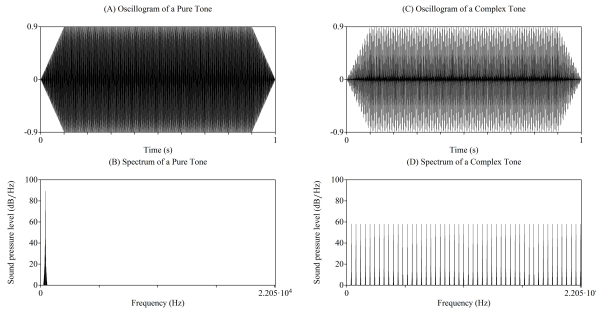 (A) Oscillogram of a Pure Tone
0.9
0
-0.9
0
1
Time (s)
(B) Spectrum of a Pure Tone
Sound pressure level (dB/Hz)
100
80
60
40
20
0
0
2.205·10⁴
Frequency (Hz)
(C) Oscillogram of a Complex Tone
0.9
0
-0.9
0
1
Time (s)
(D) Spectrum of a Complex Tone
Sound pressure level (dB/Hz)
100
80
60
40
20
0
0
Frequency (Hz)